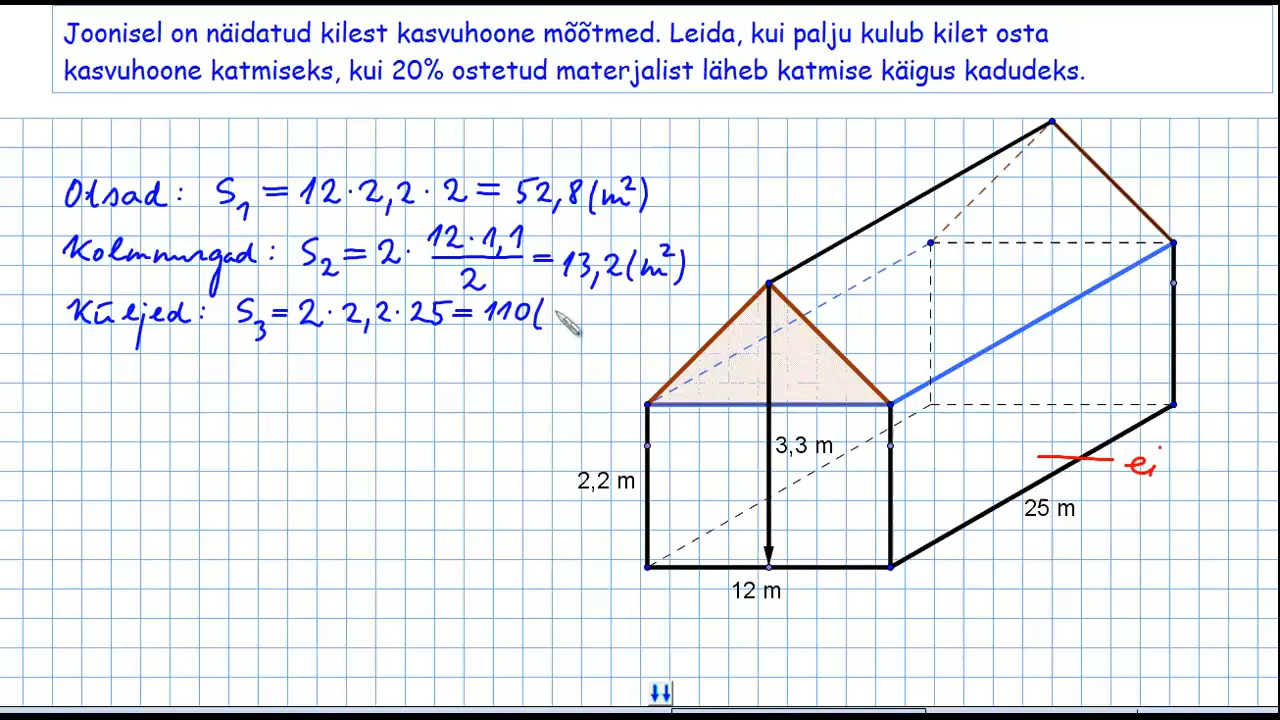 Joonisel on näidatud kilest kasvuhoone mõõtmed. Leida, kui palju kulub kilet osta
kasvuhoone katmiseks, kui 20% ostetud materjalist läheb katmise käigus kadudeks.
Otsad: S₁ = 12·2,2·2 = 52,8(m²)
Kolmnurgad: S₂ = 2· 12·1,1/2 = 13,2(m²)
Küljed: S₃ = 2·2,2·25 = 110(
3,3 m
2,2 m
ei
25 m
12 m